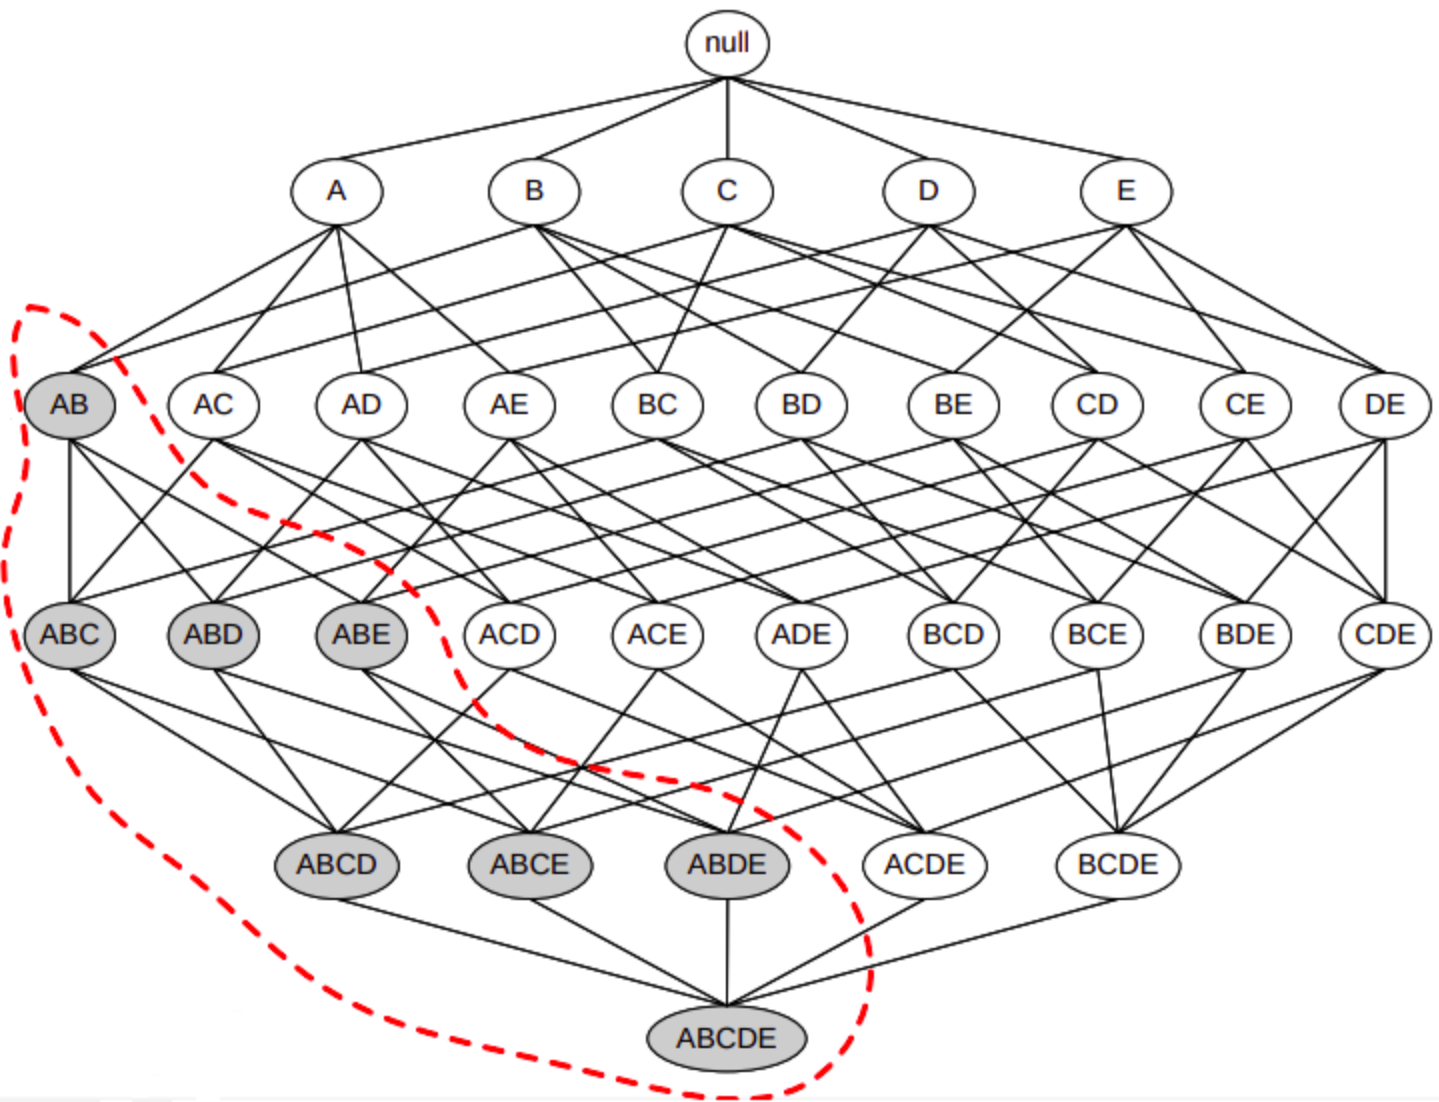 null
A B C D E
AB AC AD AE BC BD BE CD CE DE
ABC ABD ABE ACD ACE ADE BCD BCE BDE CDE
ABCD ABCE ABDE ACDE BCDE
ABCDE